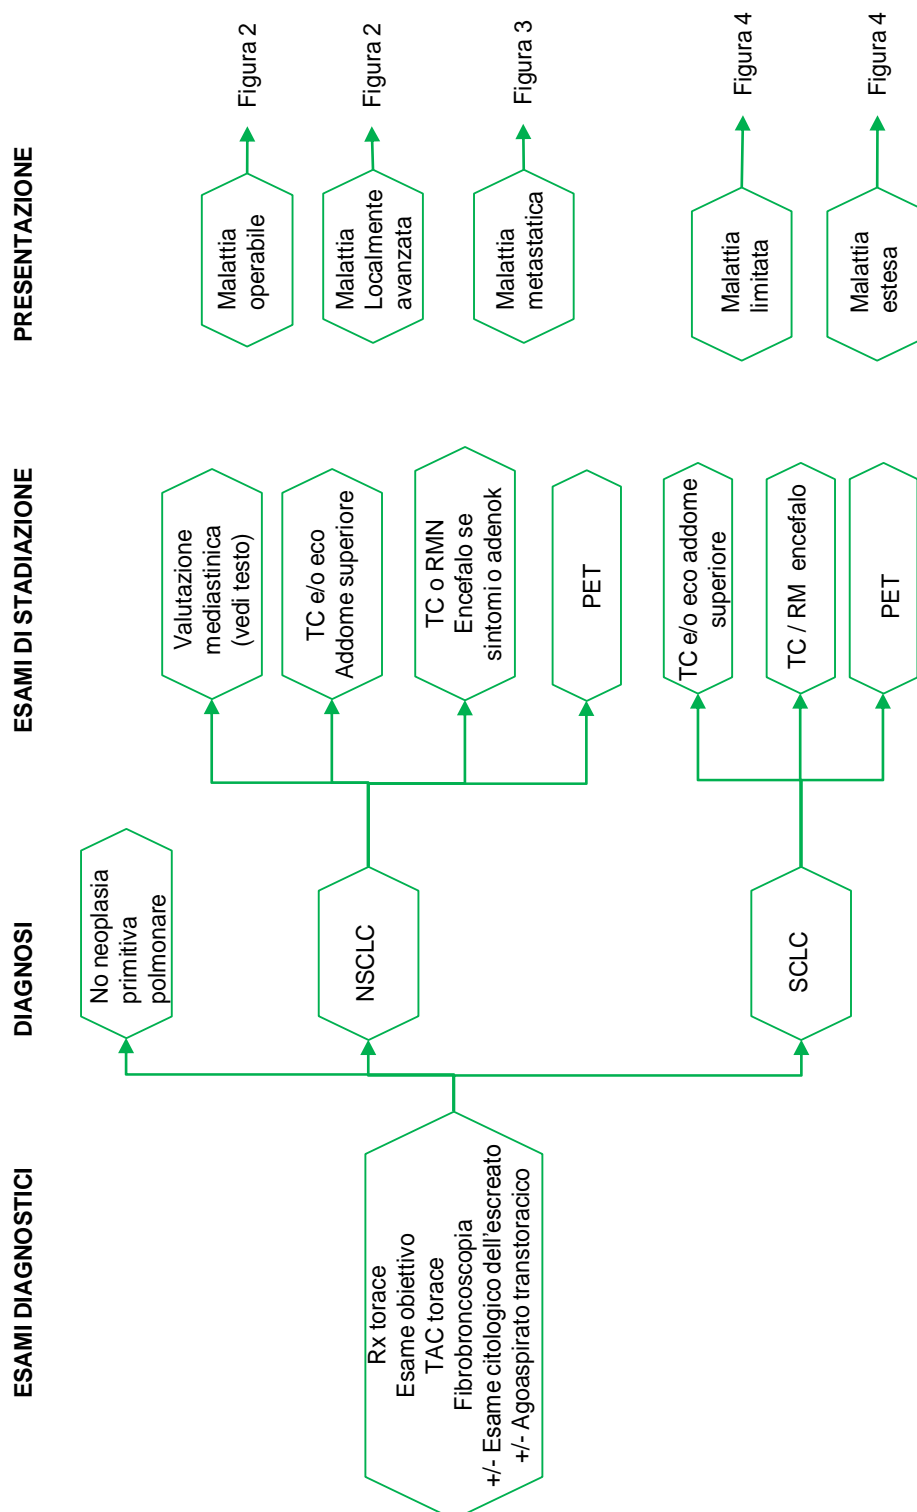 ESAMI DIAGNOSTICI
DIAGNOSI
ESAMI DI STADIAZIONE
PRESENTAZIONE
Rx torace
Esame obiettivo
TAC torace
Fibrobroncoscopia
+/- Esame citologico dell'escreato
+/- Agoaspirato transtoracico
No neoplasia
primitiva
polmonare
NSCLC
SCLC
Valutazione
mediastinica
(vedi testo)
TC e/o eco
Addome superiore
TC o RMN
Encefalo se
sintomi o adenok
PET
TC e/o eco addome
superiore
TC / RM encefalo
PET
Malattia
operabile
Figura 2
Malattia
Localmente
avanzata
Figura 2
Malattia
metastatica
Figura 3
Malattia
limitata
Figura 4
Malattia
estesa
Figura 4